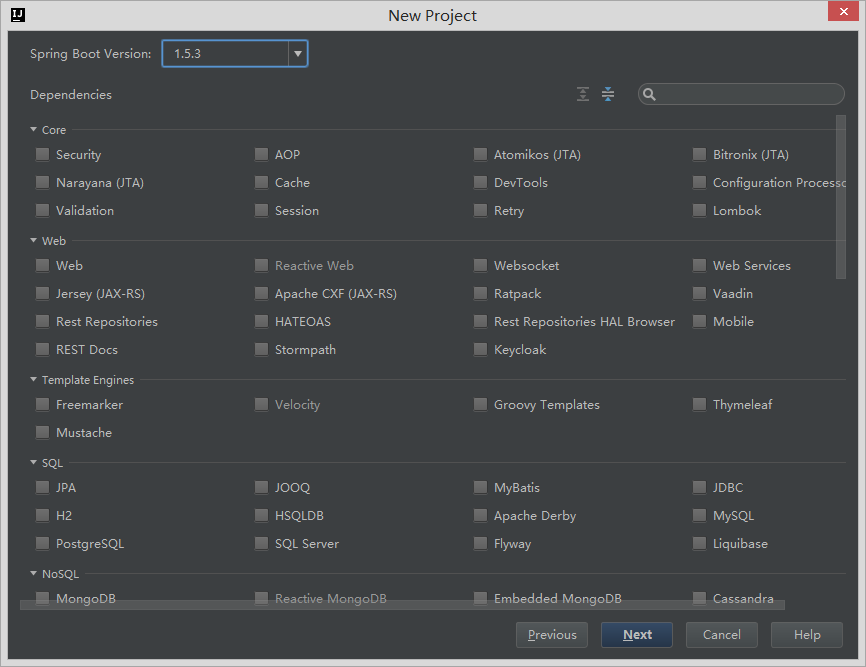 IJ
New Project
Spring Boot Version: 1.5.3
Dependencies
Core
Security AOP Atomikos (JTA) Bitronix (JTA)
Narayana (JTA) Cache DevTools Configuration Processo
Validation Session Retry Lombok
Web
Web Reactive Web Websocket Web Services
Jersey (JAX-RS) Apache CXF (JAX-RS) Ratpack Vaadin
Rest Repositories HATEOAS Rest Repositories HAL Browser Mobile
REST Docs Stormpath Keycloak
Template Engines
Freemarker Velocity Groovy Templates Thymeleaf
Mustache
SQL
JPA JOOQ MyBatis JDBC
H2 HSQLDB Apache Derby MySQL
PostgreSQL SQL Server Flyway Liquibase
NoSQL
MongoDB Reactive MongoDB Embedded MongoDB Cassandra
Previous Next Cancel Help